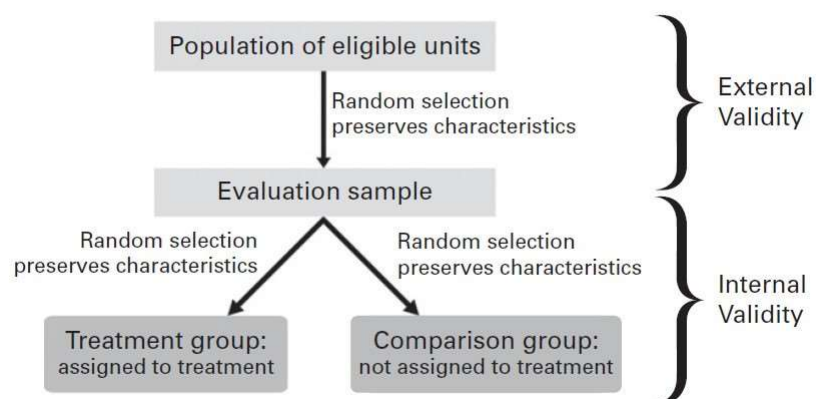 Population of eligible units
External
Validity
Random selection
preserves characteristics
Evaluation sample
Random selection
preserves characteristics
Random selection
preserves characteristics
Internal
Validity
Treatment group:
assigned to treatment
Comparison group:
not assigned to treatment